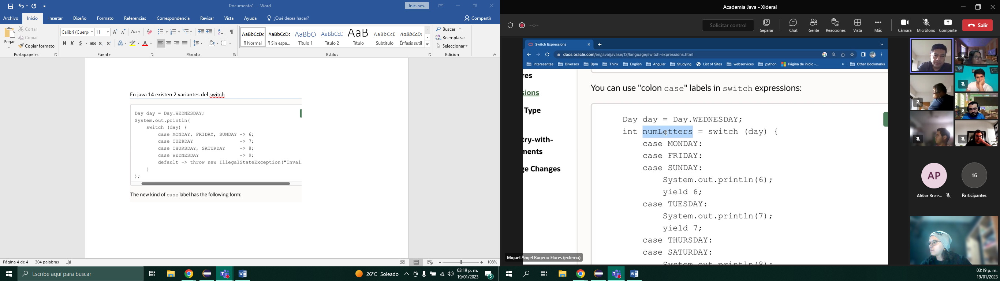 Documento1 - Word
Inic. ses.
Archivo Inicio Insertar Diseño Formato Referencias Correspondencia Revisar Vista Ayuda ¿Qué desea hacer? Compartir
Pegar
Cortar
Copiar
Copiar formato
Portapapeles
Calibri (Cuerpo 11
N K S abc x₂ x²
Fuente
Párrafo
AaBbCcDc AaBbCcDc AaBbCc AaBbCcD AaB AaBbCcD AaBbCcDc
¶ Normal ¶ Sin espa... Título 1 Título 2 Título Subtítulo Énfasis sutil
Estilos
Buscar
Reemplazar
Seleccionar
Edición
En java 14 existen 2 variantes del switch
Day day = Day.WEDNESDAY;
System.out.println(
switch (day) {
case MONDAY, FRIDAY, SUNDAY -> 6;
case TUESDAY -> 7;
case THURSDAY, SATURDAY -> 8;
case WEDNESDAY -> 9;
default -> throw new IllegalStateException("Inval
}
);
The new kind of case label has the following form:
Página 4 de 4 304 palabras
108%
Escribe aquí para buscar
26°C Soleado
03:19 p. m.
19/01/2023
5
Academia Java - Xideral
--:--
Solicitar control
Separar Chat Gente Reacciones Vista Más Cámara Micrófono Comparte Salir
Switch Expressions
docs.oracle.com/en/java/javase/13/language/switch-expressions.html
Interesantes Diversos Bpm Think English Angular Studying List of Sites webservices python Página de inicio -... » Other Bookmarks
res
sions
Type
try-with-
ments
ge Changes
You can use "colon case" labels in switch expressions:
Day day = Day.WEDNESDAY;
int numLetters = switch (day) {
case MONDAY:
case FRIDAY:
case SUNDAY:
System.out.println(6);
yield 6;
case TUESDAY:
System.out.println(7);
yield 7;
case THURSDAY:
case SATURDAY:
System.out.println(8);
Miguel Ángel Rugerio Flores (externo)
AP
Aldair Brice...
16
Participantes
03:19 p. m.
19/01/2023